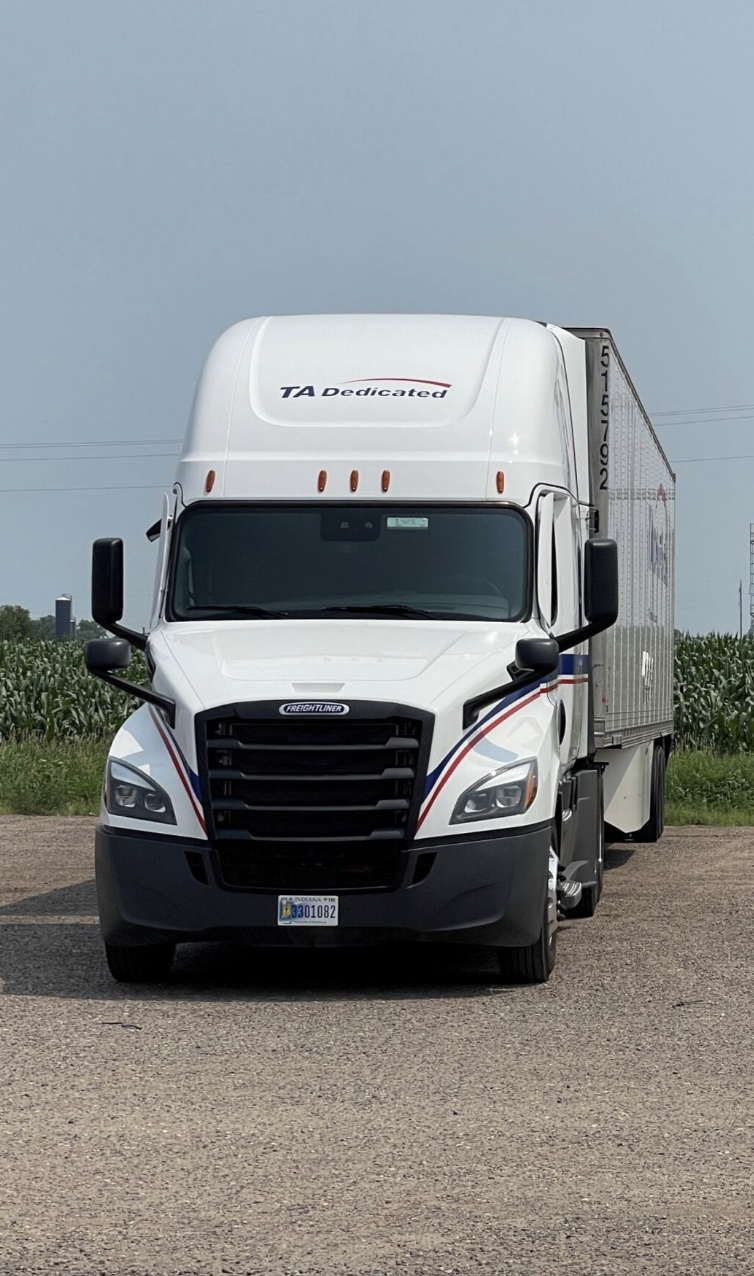 TA Dedicated
515792
FREIGHTLINER
INDIANA
3301082